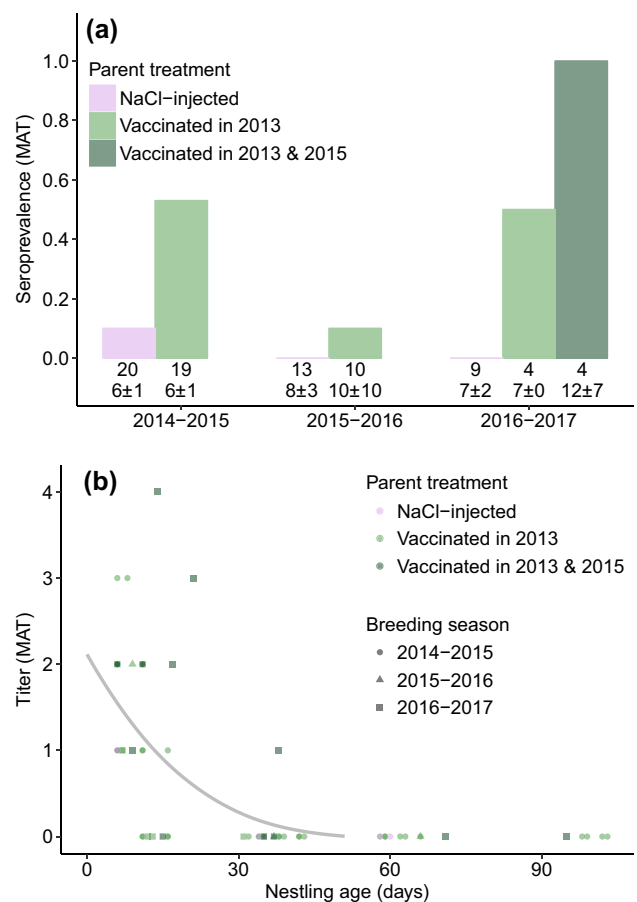 (a)
Parent treatment
NaCl−injected
Vaccinated in 2013
Vaccinated in 2013 & 2015
Seroprevalence (MAT)
1.0
0.8
0.6
0.4
0.2
0.0
20 19 13 10 9 4 4
6±1 6±1 8±3 10±10 7±2 7±0 12±7
2014−2015 2015−2016 2016−2017
(b)
Parent treatment
NaCl−injected
Vaccinated in 2013
Vaccinated in 2013 & 2015
Breeding season
2014−2015
2015−2016
2016−2017
Titer (MAT)
4
3
2
1
0
0 30 60 90
Nestling age (days)